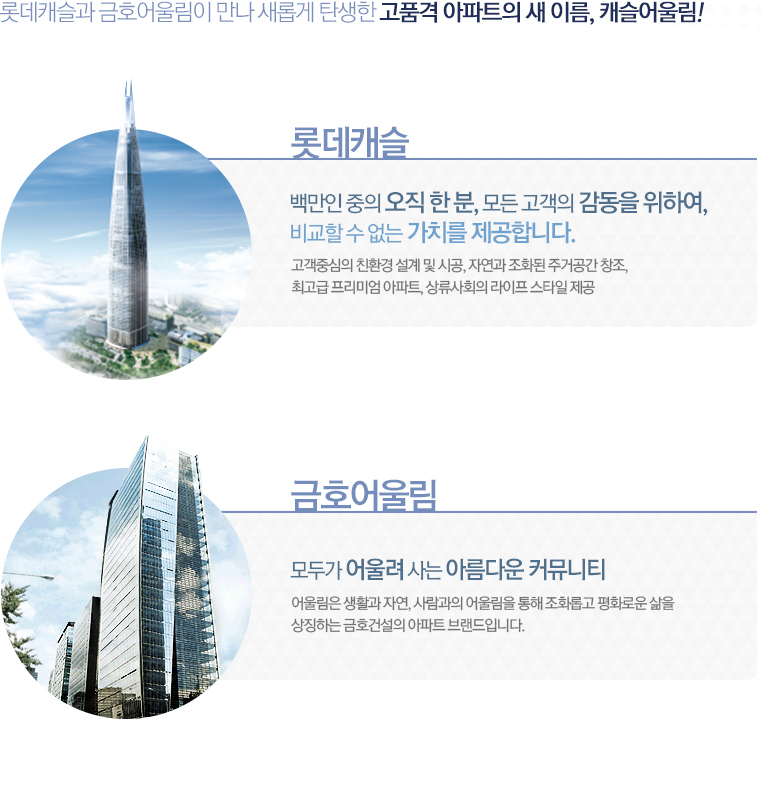 롯데캐슬과 금호어울림이 만나 새롭게 탄생한 고품격 아파트의 새 이름, 캐슬어울림!
롯데캐슬
백만인 중의 오직 한 분, 모든 고객의 감동을 위하여,
비교할 수 없는 가치를 제공합니다.
고객중심의 친환경 설계 및 시공, 자연과 조화된 주거공간 창조,
최고급 프리미엄 아파트, 상류사회의 라이프 스타일 제공
금호어울림
모두가 어울려 사는 아름다운 커뮤니티
어울림은 생활과 자연, 사람과의 어울림을 통해 조화롭고 평화로운 삶을
상징하는 금호건설의 아파트 브랜드입니다.